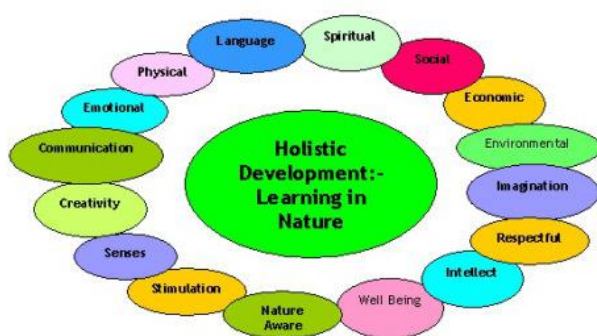 Spiritual
Language
Social
Physical
Economic
Emotional
Environmental
Communication
Holistic
Development:-
Learning in
Nature
Imagination
Creativity
Respectful
Senses
Intellect
Stimulation
Well Being
Nature
Aware